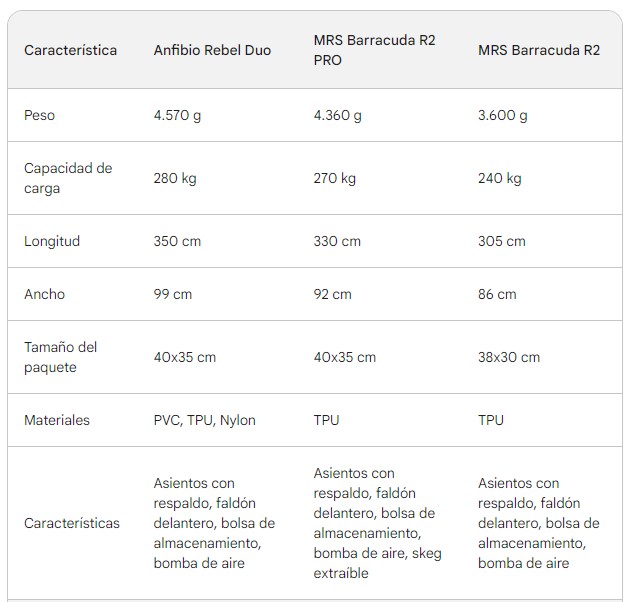 Característica
Anfibio Rebel Duo
MRS Barracuda R2
PRO
MRS Barracuda R2
Peso
4.570 g
4.360 g
3.600 g
Capacidad de
carga
280 kg
270 kg
240 kg
Longitud
350 cm
330 cm
305 cm
Ancho
99 cm
92 cm
86 cm
Tamaño del
paquete
40x35 cm
40x35 cm
38x30 cm
Materiales
PVC, TPU, Nylon
TPU
TPU
Características
Asientos con
respaldo, faldón
delantero, bolsa de
almacenamiento,
bomba de aire
Asientos con
respaldo, faldón
delantero, bolsa de
almacenamiento,
bomba de aire, skeg
extraíble
Asientos con
respaldo, faldón
delantero, bolsa de
almacenamiento,
bomba de aire